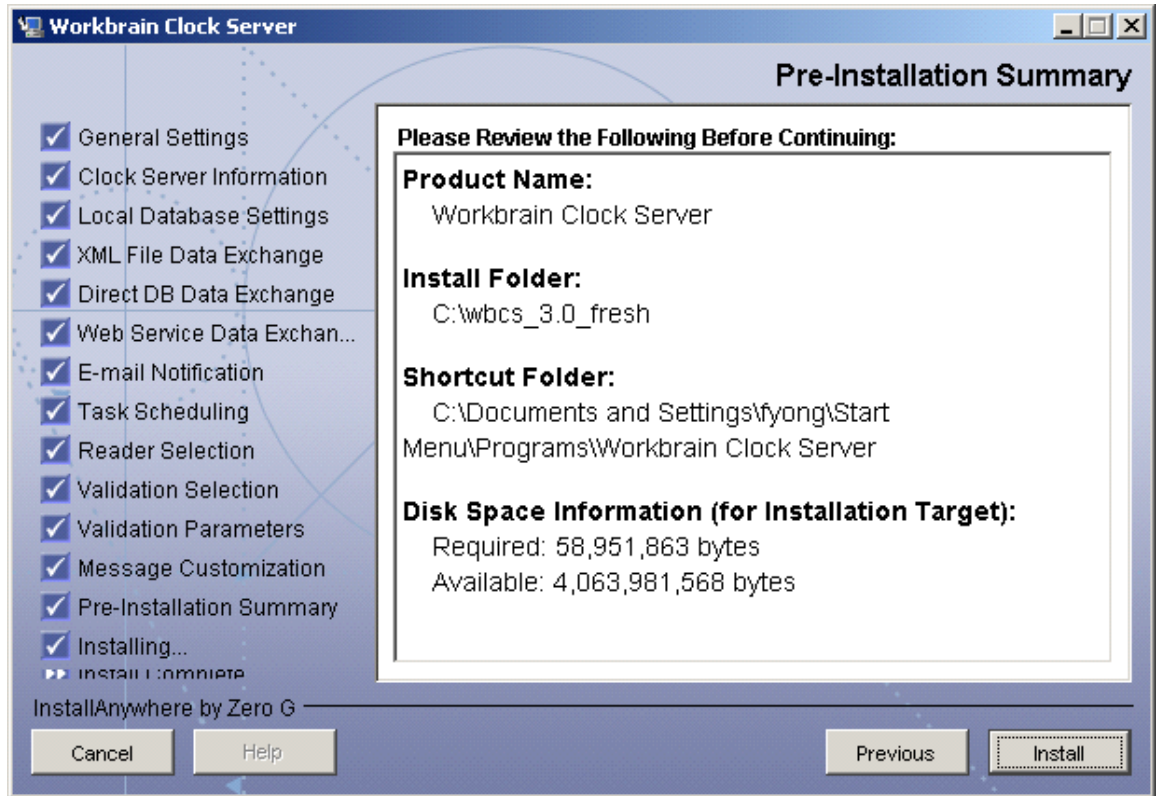 Workbrain Clock Server
Pre-Installation Summary
General Settings
Clock Server Information
Local Database Settings
XML File Data Exchange
Direct DB Data Exchange
Web Service Data Exchan...
E-mail Notification
Task Scheduling
Reader Selection
Validation Selection
Validation Parameters
Message Customization
Pre-Installation Summary
Installing...
Install Complete
Please Review the Following Before Continuing:
Product Name:
Workbrain Clock Server
Install Folder:
C:\wbcs_3.0_fresh
Shortcut Folder:
C:\Documents and Settings\fyong\Start
Menu\Programs\Workbrain Clock Server
Disk Space Information (for Installation Target):
Required: 58,951,863 bytes
Available: 4,063,981,568 bytes
InstallAnywhere by Zero G
Cancel
Help
Previous
Install